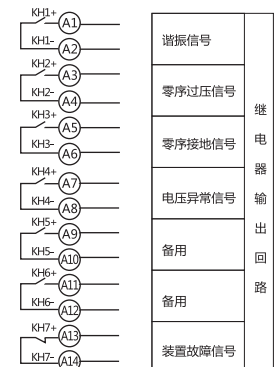 KH1+ A1
KH1- A2
谐振信号
KH2+ A3
KH2- A4
零序过压信号
KH3+ A5
KH3- A6
零序接地信号
KH4+ A7
KH4- A8
电压异常信号
KH5+ A9
KH5- A10
备用
KH6+ A11
KH6- A12
备用
KH7+ A13
KH7- A14
装置故障信号
继电器输出回路